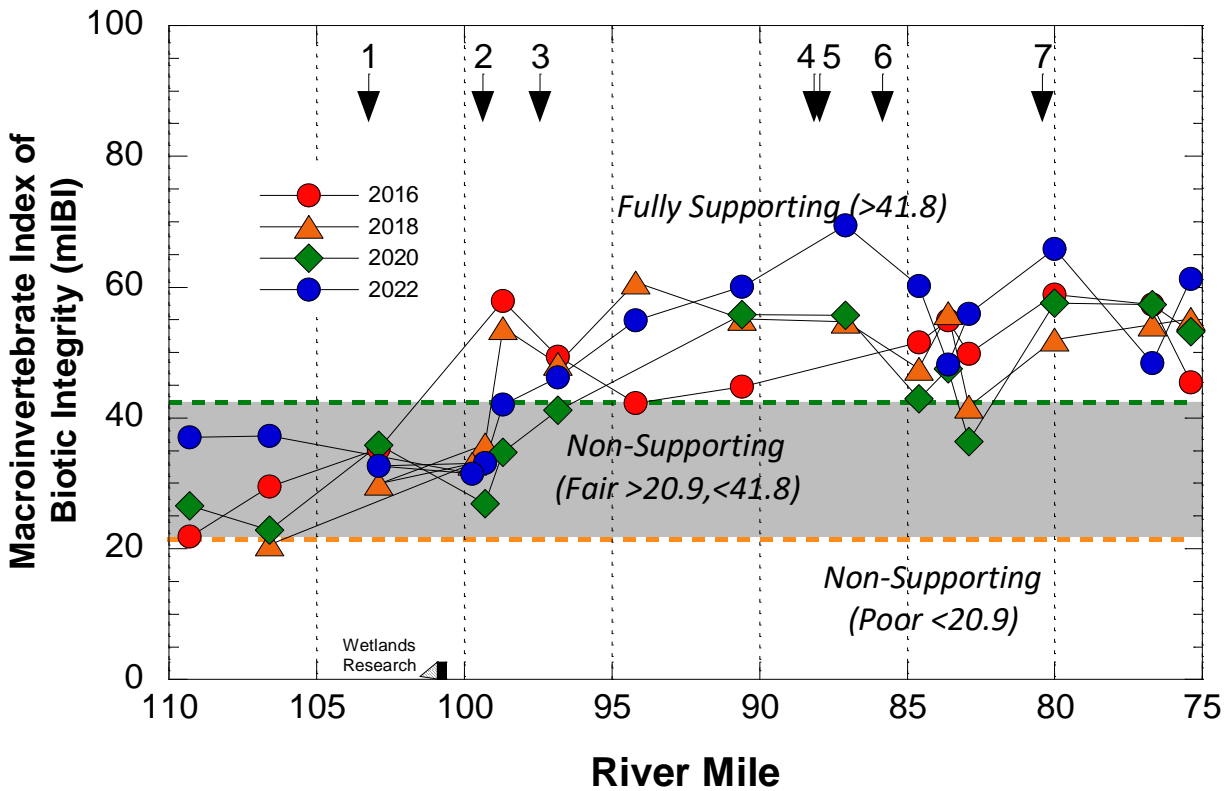 Macroinvertebrate Index of
Biotic Integrity (mIBI)
100
80
60
40
20
0
1
2
3
4
5
6
7
2016
2018
2020
2022
Fully Supporting (>41.8)
Non-Supporting
(Fair >20.9,<41.8)
Non-Supporting
(Poor <20.9)
Wetlands
Research
110
105
100
95
90
85
80
75
River Mile